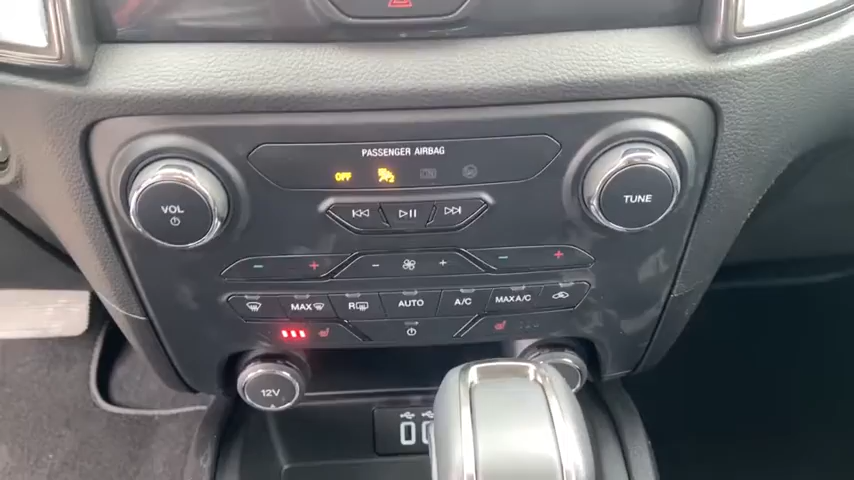 PASSENGER AIRBAG
OFF
VOL
TUNE
MAX R AUTO A/C MAX A/C
12V